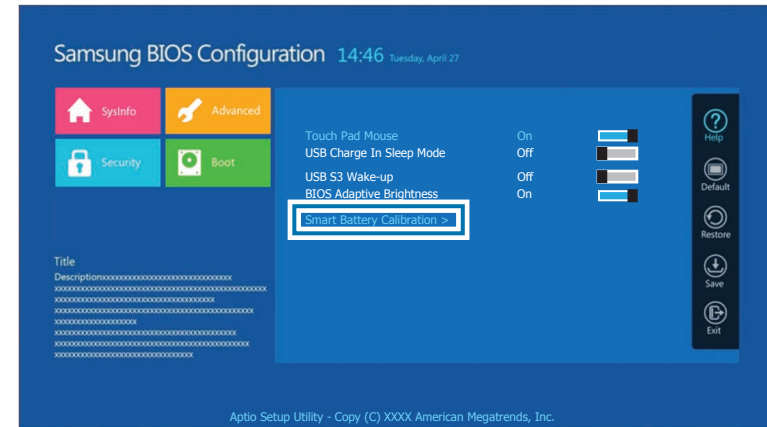 Samsung BIOS Configuration 14:46 Tuesday, April 27
SysInfo
Advanced
Security
Boot
Touch Pad Mouse On
USB Charge In Sleep Mode Off
USB S3 Wake-up Off
BIOS Adaptive Brightness On
Smart Battery Calibration >
Help
Default
Restore
Save
Exit
Title
Aptio Setup Utility - Copy (C) XXXX American Megatrends, Inc.